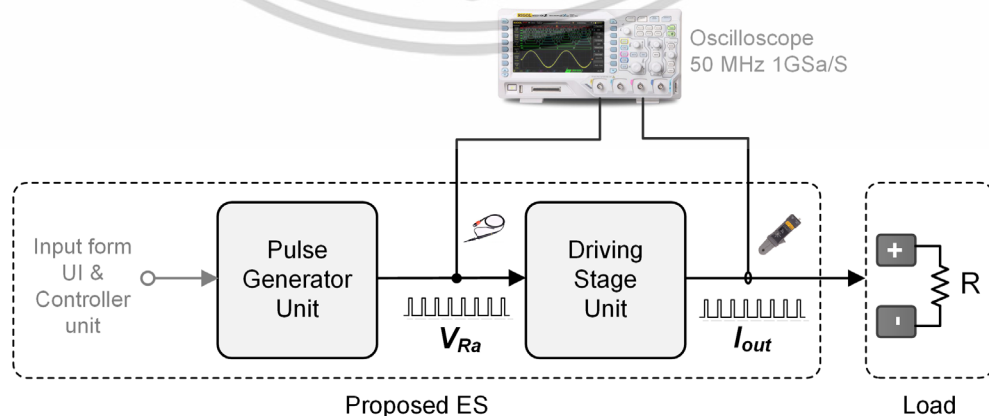 RIGOL
Oscilloscope
50 MHz 1GSa/S
Input form
UI &
Controller
unit
Pulse
Generator
Unit
V_Ra
Driving
Stage
Unit
I_out
+
-
R
Proposed ES
Load